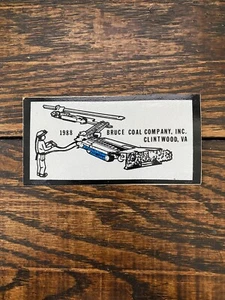 1988 BRUCE COAL COMPANY, INC.
CLINTWOOD, VA